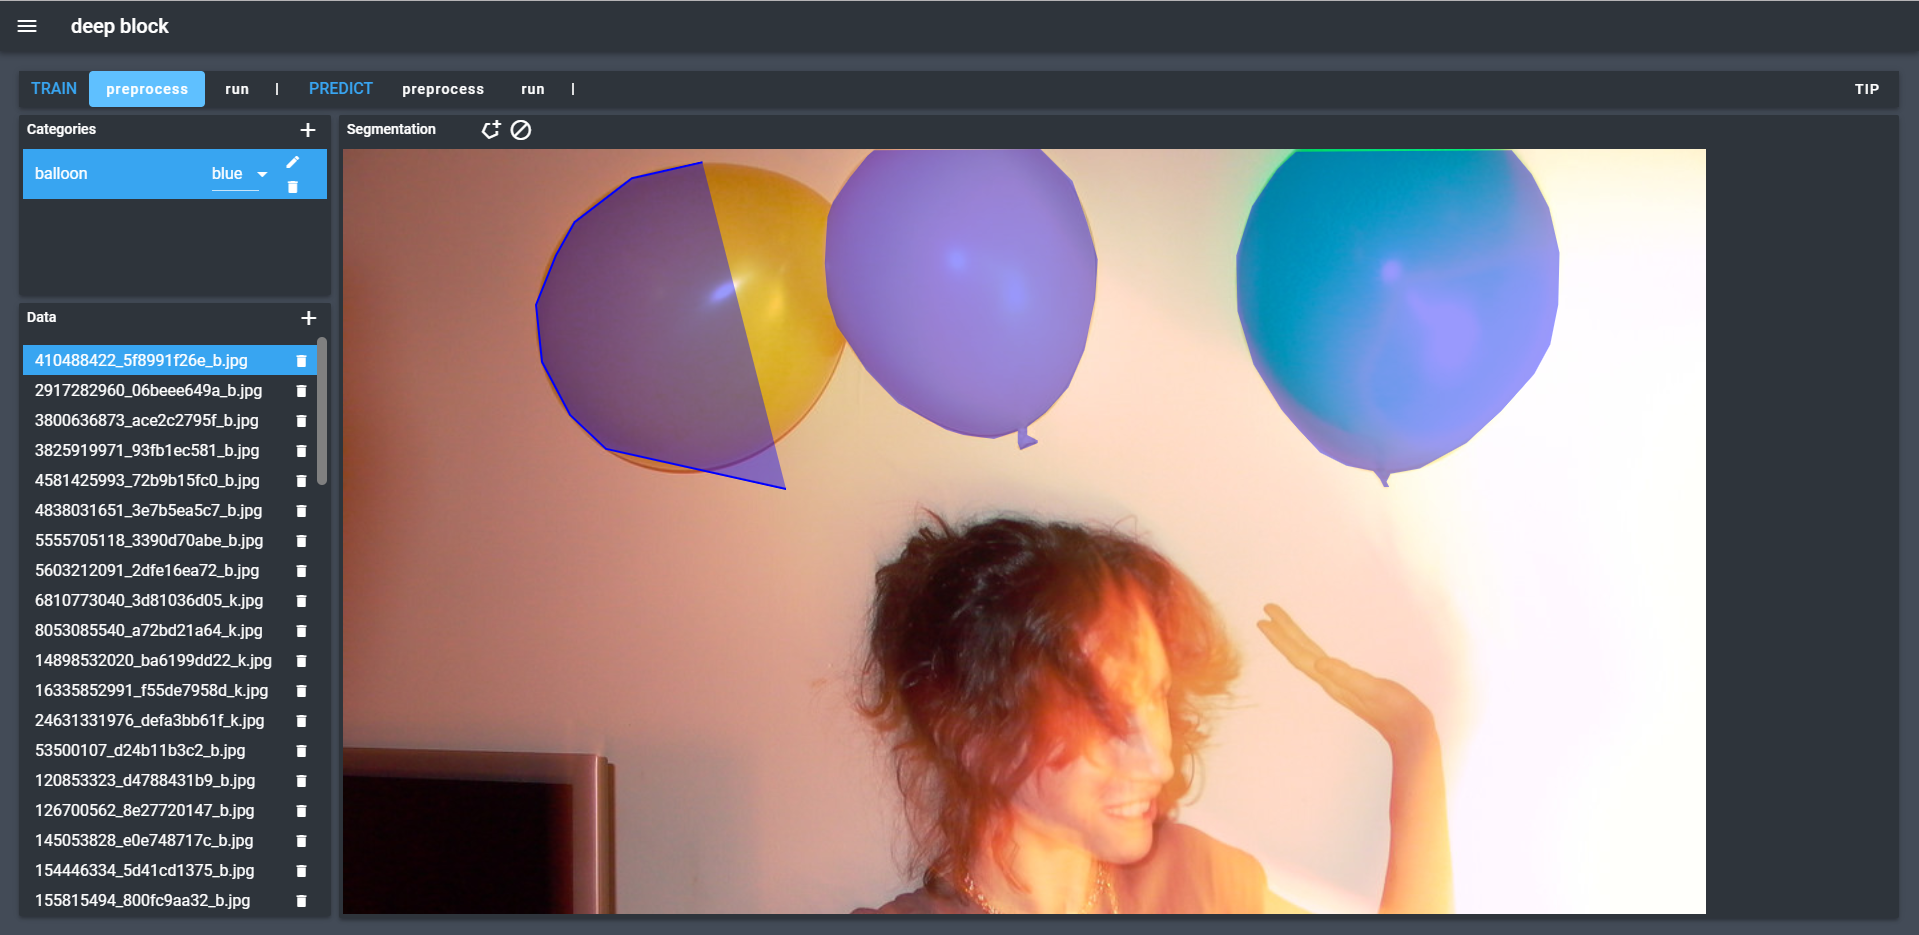 deep block
TRAIN preprocess run | PREDICT preprocess run | TIP
Categories
balloon blue
Data
410488422_5f8991f26e_b.jpg
2917282960_06beee649a_b.jpg
3800636873_ace2c2795f_b.jpg
3825919971_93fb1ec581_b.jpg
4581425993_72b9b15fc0_b.jpg
4838031651_3e7b5ea5c7_b.jpg
5555705118_3390d70abe_b.jpg
5603212091_2dfe16ea72_b.jpg
6810773040_3d81036d05_k.jpg
8053085540_a72bd21a64_k.jpg
14898532020_ba6199dd22_k.jpg
16335852991_f55de7958d_k.jpg
24631331976_defa3bb61f_k.jpg
53500107_d24b11b3c2_b.jpg
120853323_d4788431b9_b.jpg
126700562_8e27720147_b.jpg
145053828_e0e748717c_b.jpg
154446334_5d41cd1375_b.jpg
155815494_800fc9aa32_b.jpg
Segmentation